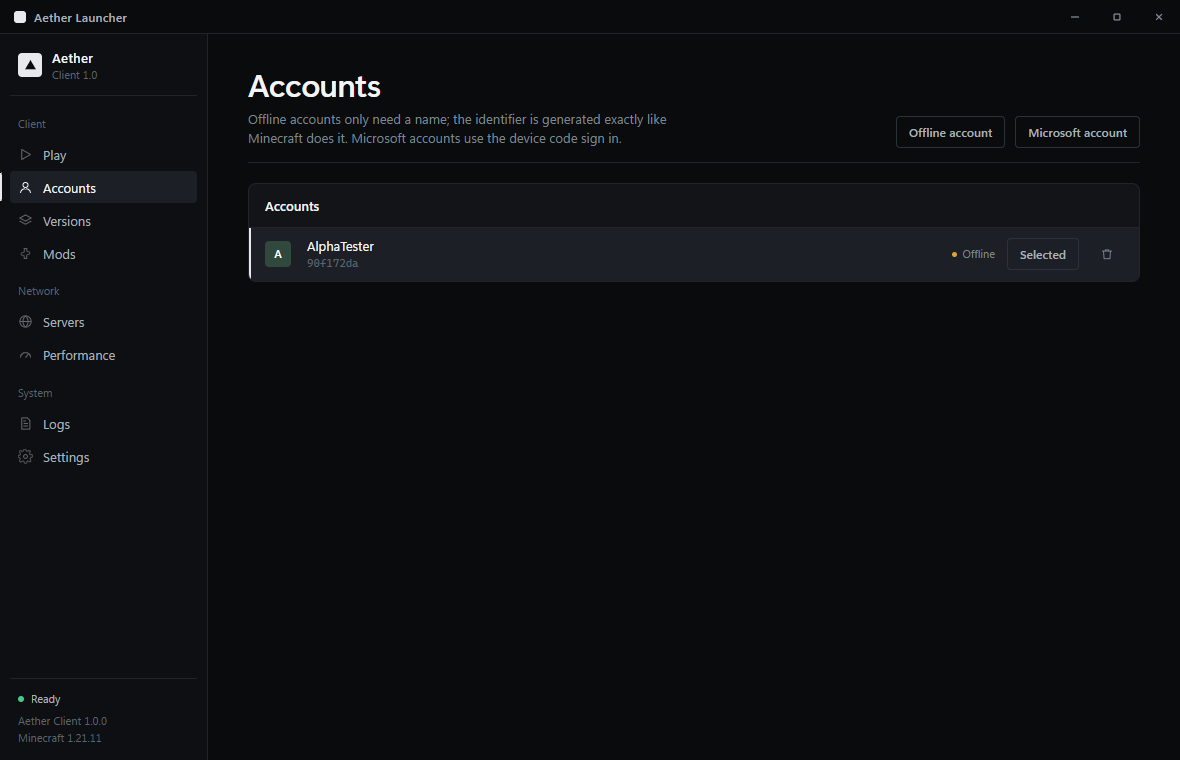 Aether Launcher
Aether
Client 1.0
Client
Play
Accounts
Versions
Mods
Network
Servers
Performance
System
Logs
Settings
Ready
Aether Client 1.0.0
Minecraft 1.21.11
Accounts
Offline accounts only need a name; the identifier is generated exactly like
Minecraft does it. Microsoft accounts use the device code sign in.
Offline account
Microsoft account
Accounts
A
AlphaTester
90f172da
Offline
Selected